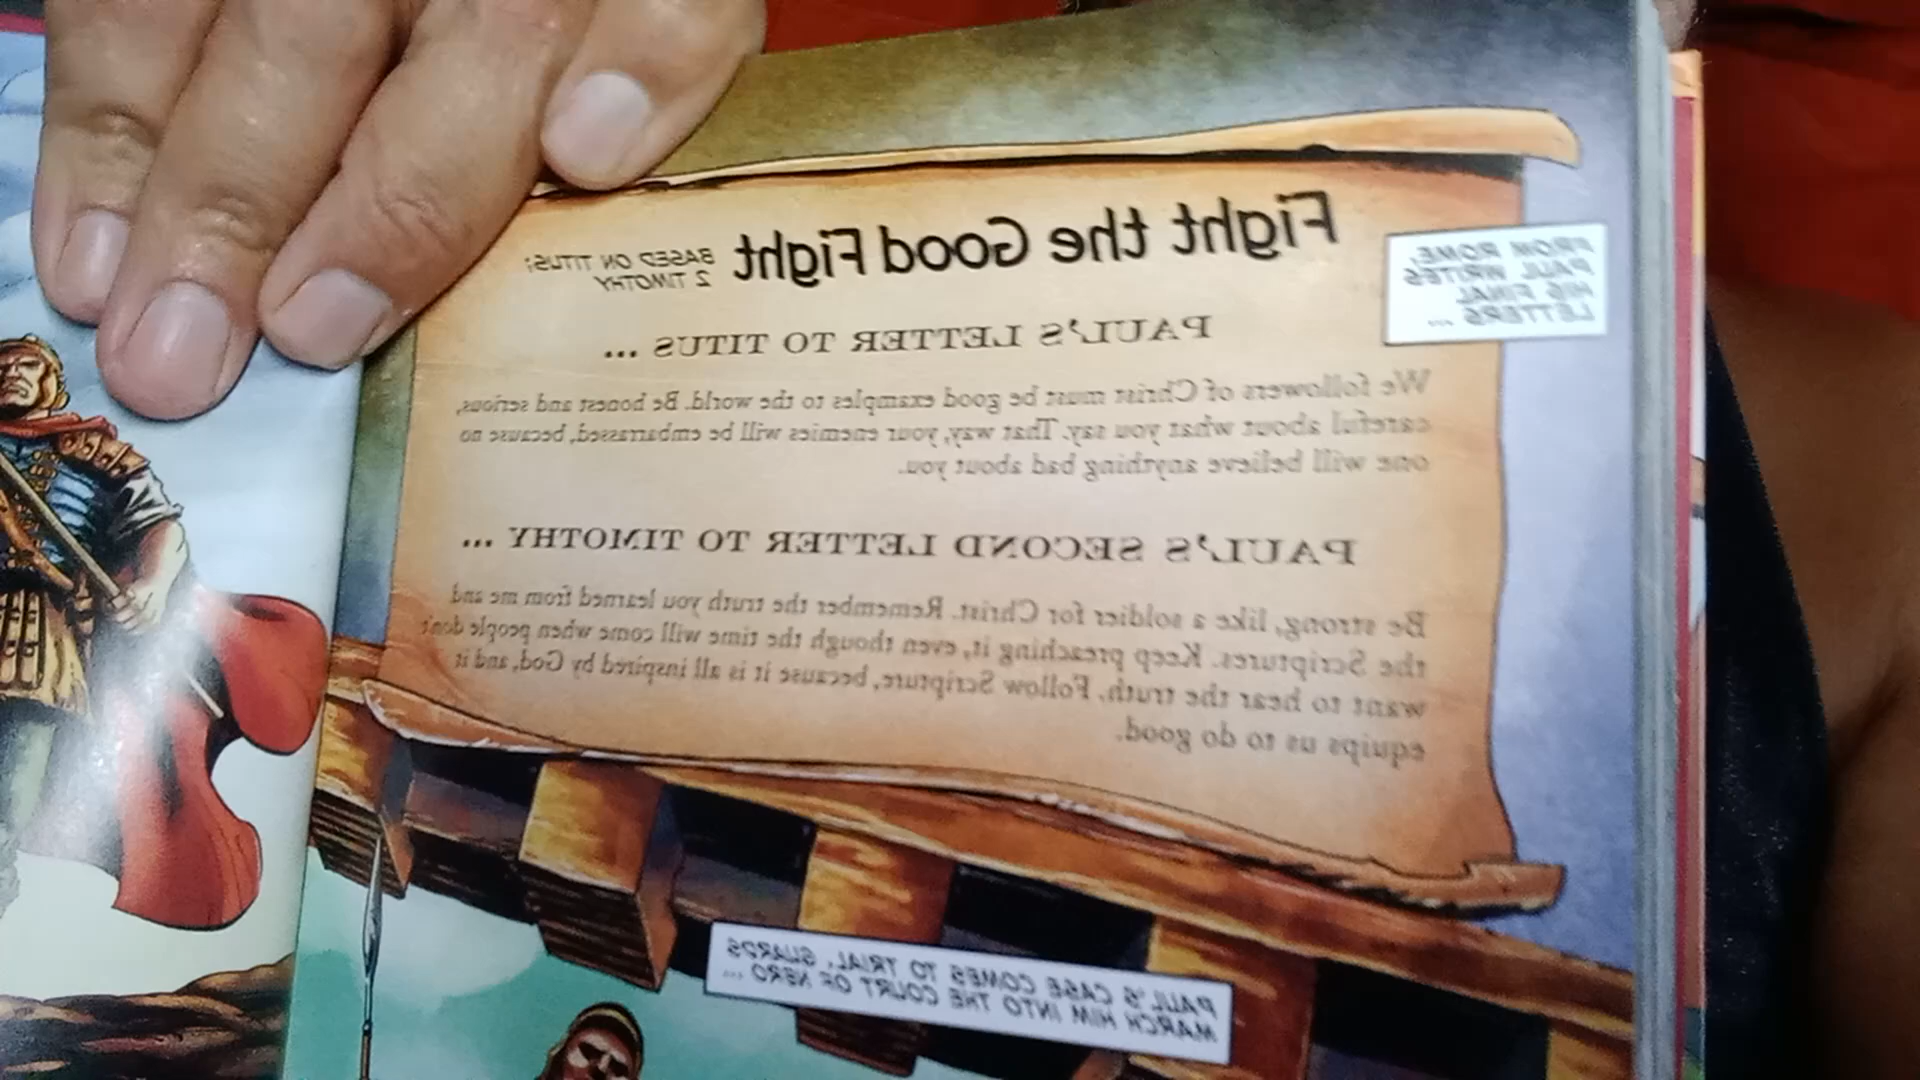 FROM ROME,
PAUL WRITES
HIS FINAL
LETTERS ...
Fight the Good Fight
BASED ON TITUS;
2 TIMOTHY
PAUL'S LETTER TO TITUS ...
We followers of Christ must be good examples to the world. Be honest and serious,
careful about what you say. That way, your enemies will be embarrassed, because no
one will believe anything bad about you.
PAUL'S SECOND LETTER TO TIMOTHY ...
Be strong, like a soldier for Christ. Remember the truth you learned from me and
the Scriptures. Keep preaching it, even though the time will come when people don't
want to hear the truth. Follow Scripture, because it is all inspired by God, and it
equips us to do good.
PAUL'S CASE COMES TO TRIAL. GUARDS
MARCH HIM INTO THE COURT OF NERO ...